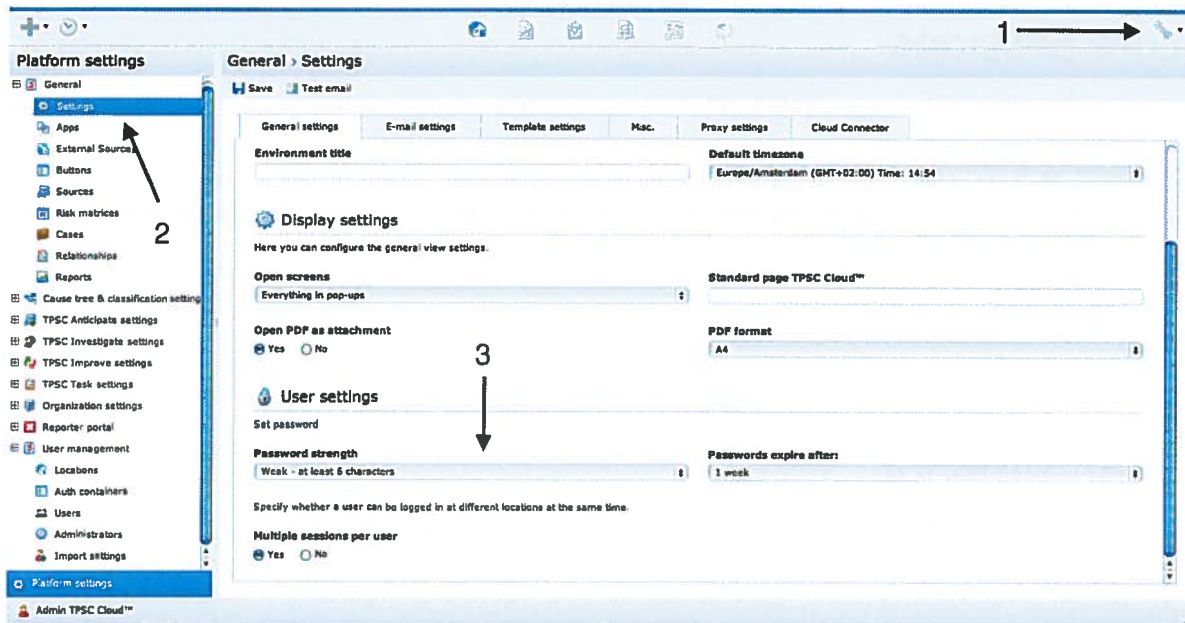 1
Platform settings
General > Settings
General
Save Test email
Settings
General settings E-mail settings Template settings Misc. Proxy settings Cloud Connector
Apps
External Sources
Buttons
Sources
Risk matrices
Cases
Relationships
Reports
Cause tree & classification setting
TPSC Anticipate settings
TPSC Investigate settings
TPSC Improve settings
TPSC Task settings
Organization settings
Reporter portal
User management
Locations
Auth containers
Users
Administrators
Import settings
Platform settings
Admin TPSC Cloud™
2
Environment title Default timezone
Europe/Amsterdam (GMT+02:00) Time: 14:54
Display settings
Here you can configure the general view settings.
Open screens Standard page TPSC Cloud™
Everything in pop-ups
Open PDF as attachment PDF format
Yes No A4
3
User settings
Set password
Password strength Passwords expire after:
Weak - at least 6 characters 1 week
Specify whether a user can be logged in at different locations at the same time.
Multiple sessions per user
Yes No